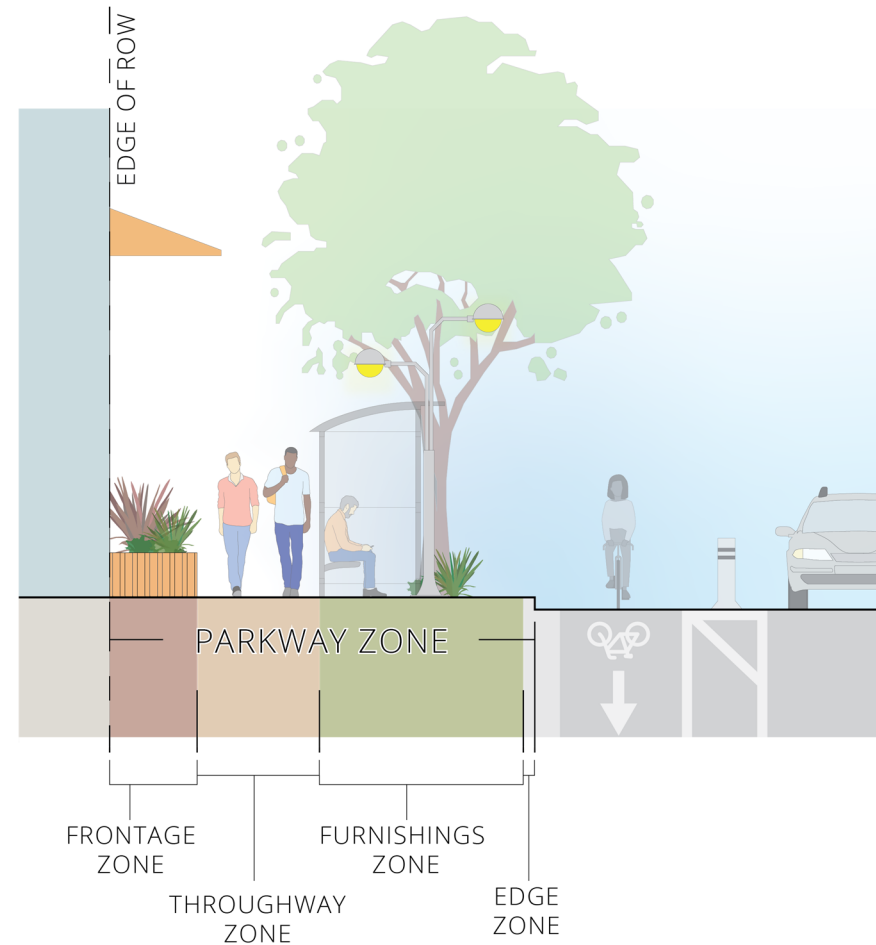 EDGE OF ROW
PARKWAY ZONE
FRONTAGE
ZONE
THROUGHWAY
ZONE
FURNISHINGS
ZONE
EDGE
ZONE